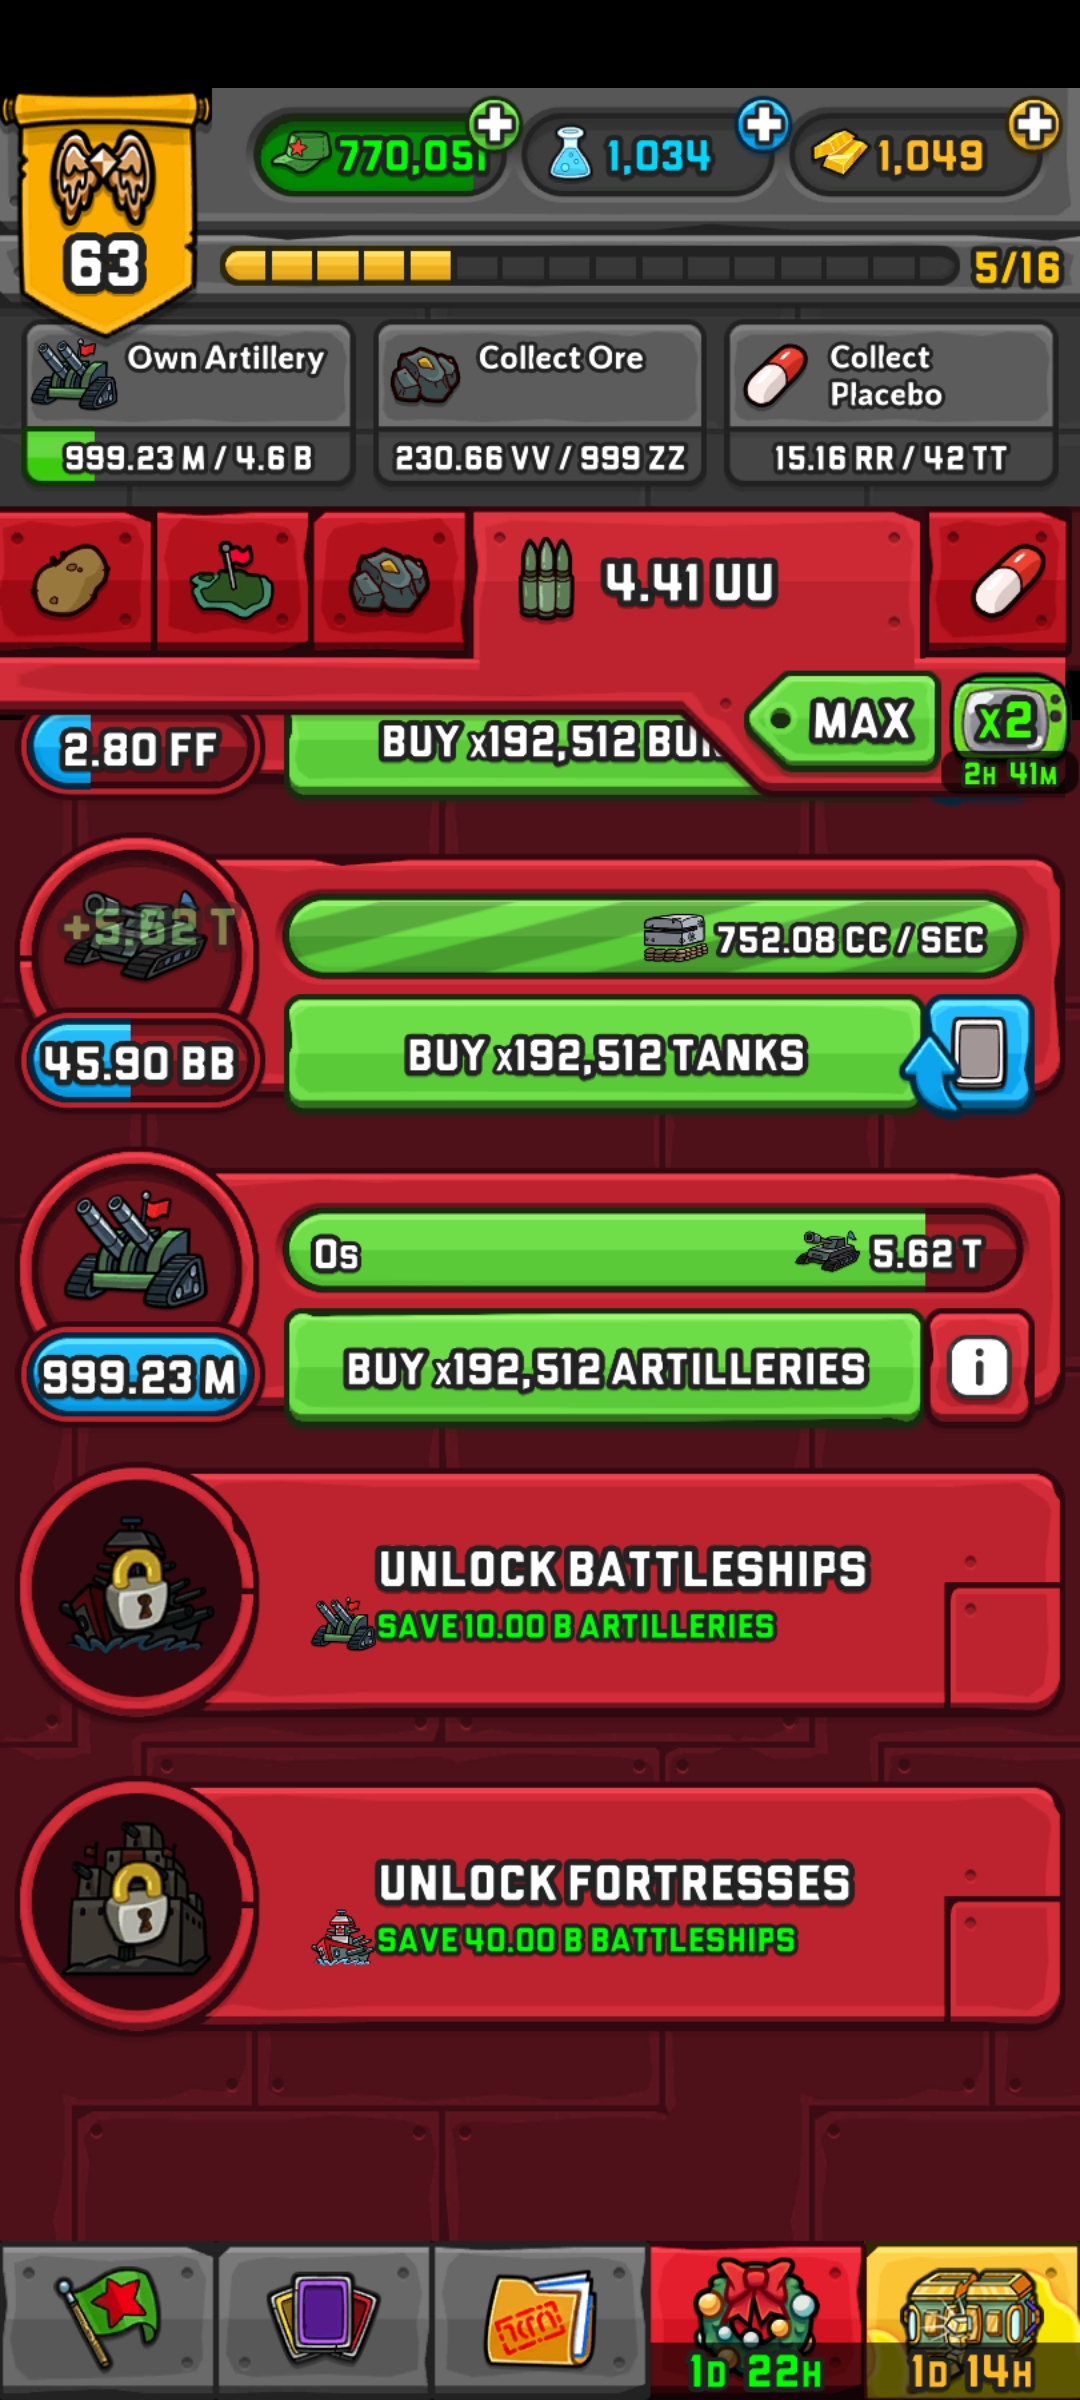 770,051
1,034
1,049
63
5/16
Own Artillery
999.23 M / 4.6 B
Collect Ore
230.66 VV / 999 ZZ
Collect
Placebo
15.16 RR / 42 TT
4.41 UU
MAX
x2
2H 41M
2.80 FF
BUY x192,512
+5.62 T
752.08 CC / SEC
45.90 BB
BUY x192,512 TANKS
0s
5.62 T
999.23 M
BUY x192,512 ARTILLERIES
i
UNLOCK BATTLESHIPS
SAVE 10.00 B ARTILLERIES
UNLOCK FORTRESSES
SAVE 40.00 B BATTLESHIPS
1D 22H
1D 14H